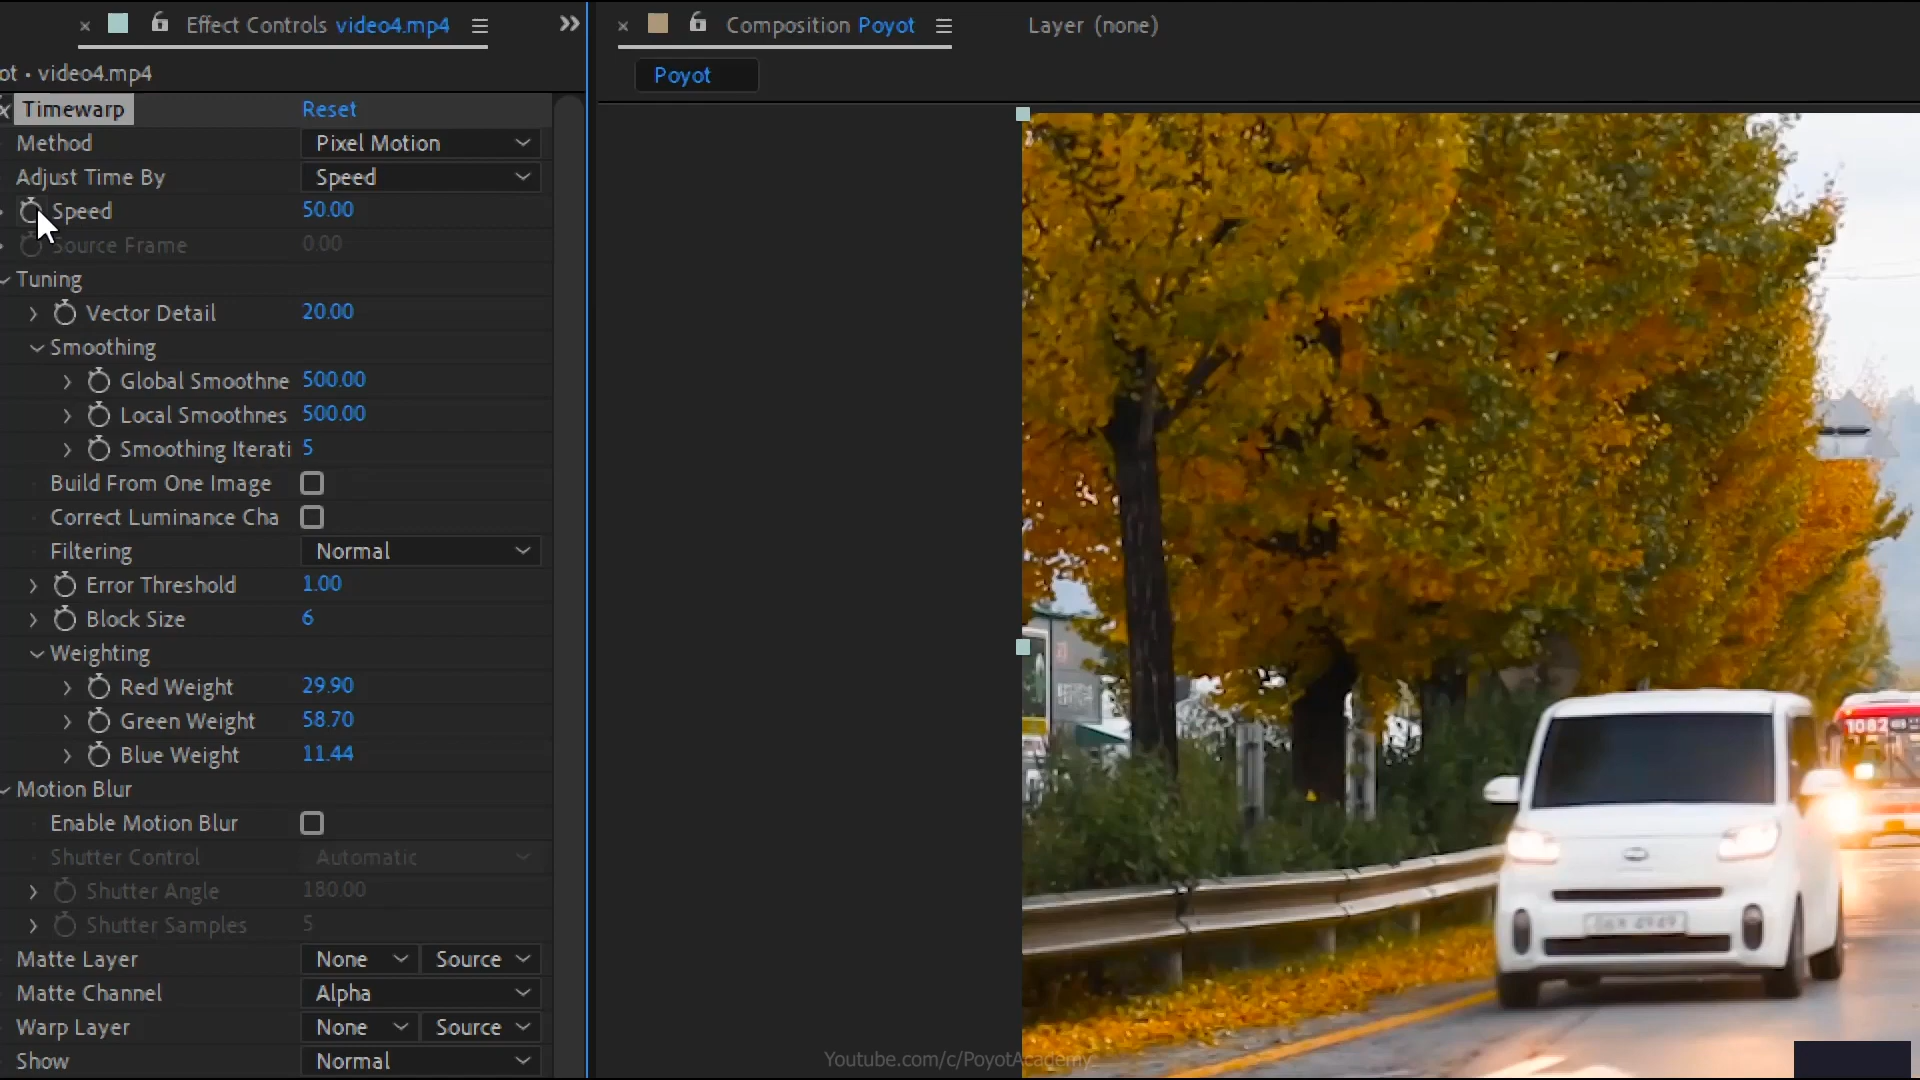 Effect Controls video4.mp4
Composition Poyot
Layer (none)
ot • video4.mp4
Poyot
Timewarp Reset
Method Pixel Motion
Adjust Time By Speed
Speed 50.00
Source Frame 0.00
Tuning
Vector Detail 20.00
Smoothing
Global Smoothne 500.00
Local Smoothnes 500.00
Smoothing Iterati 5
Build From One Image
Correct Luminance Cha
Filtering Normal
Error Threshold 1.00
Block Size 6
Weighting
Red Weight 29.90
Green Weight 58.70
Blue Weight 11.44
Motion Blur
Enable Motion Blur
Shutter Control Automatic
Shutter Angle 180.00
Shutter Samples 5
Matte Layer None Source
Matte Channel Alpha
Warp Layer None Source
Show Normal
1082
Youtube.com/c/PoyotAcademy